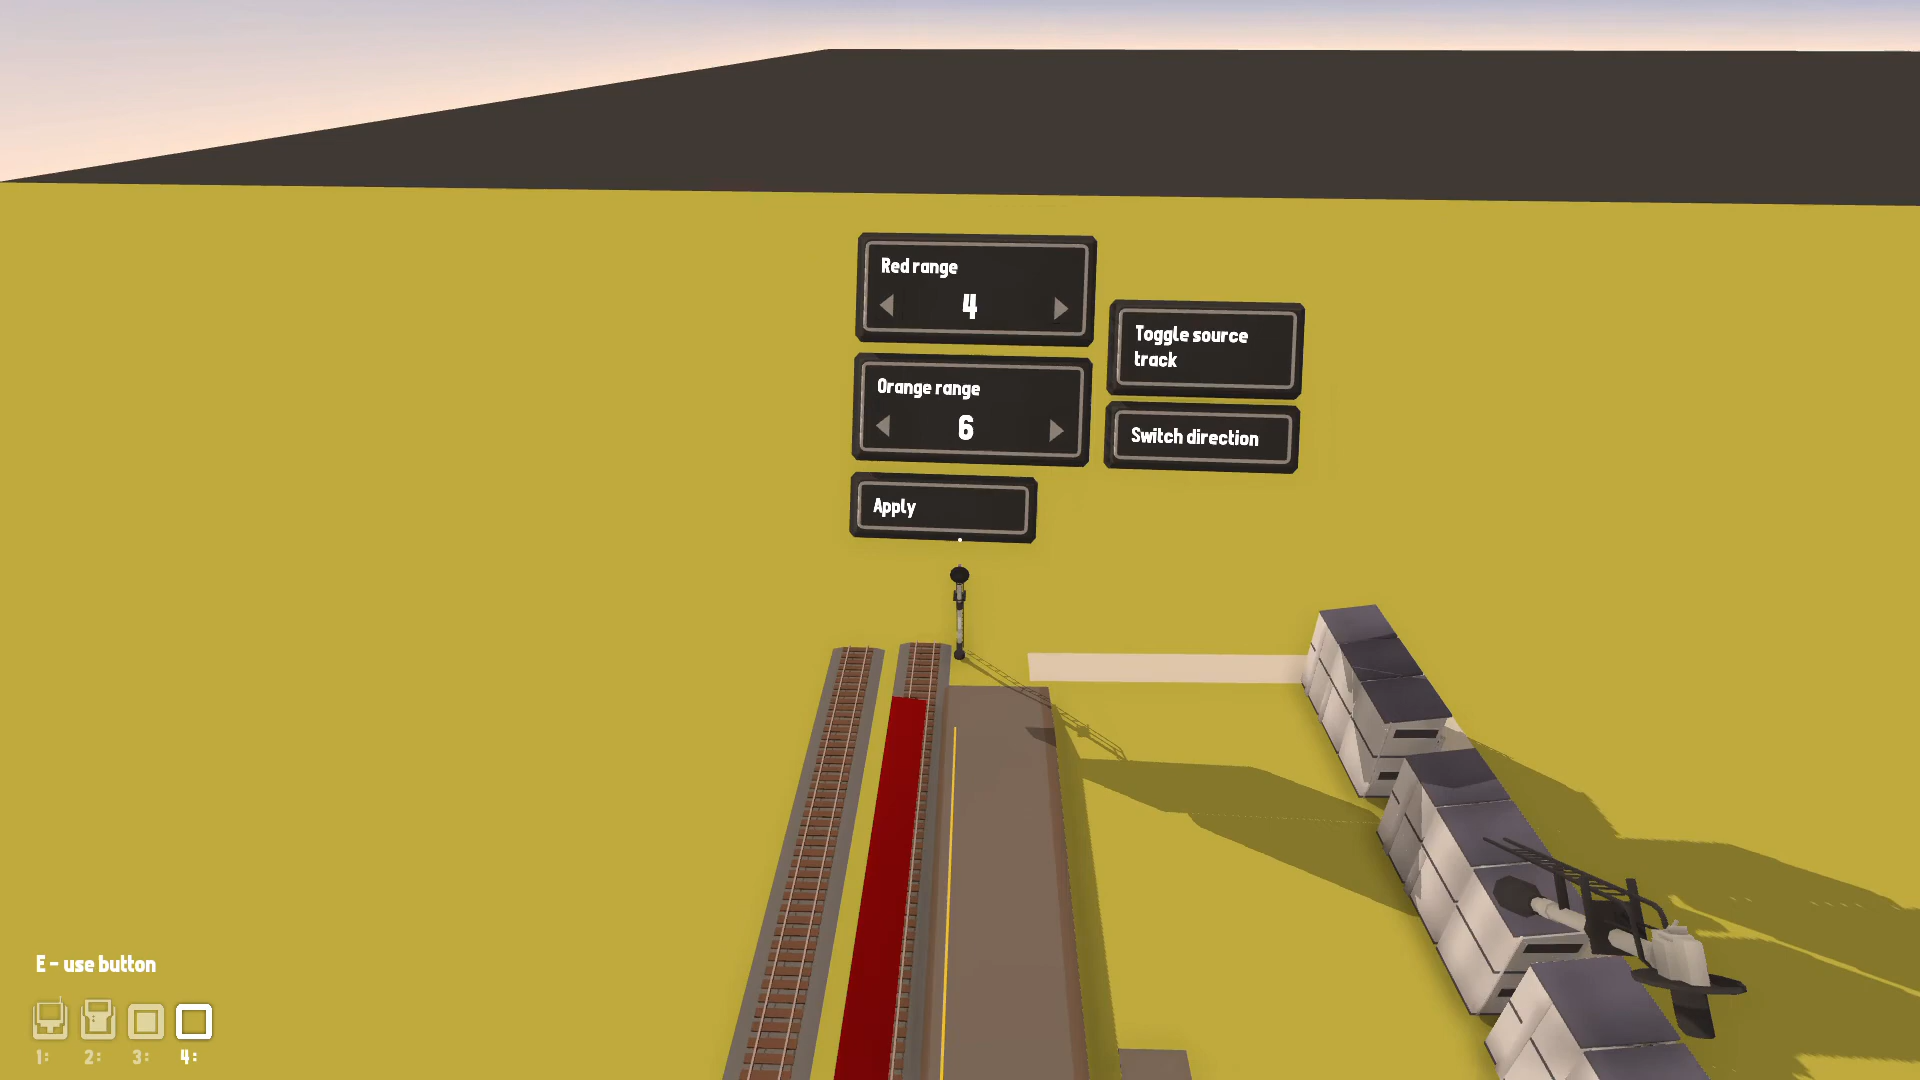 Red range
4
Orange range
6
Apply
Toggle source
track
Switch direction
E - use button
1:
2:
3:
4: